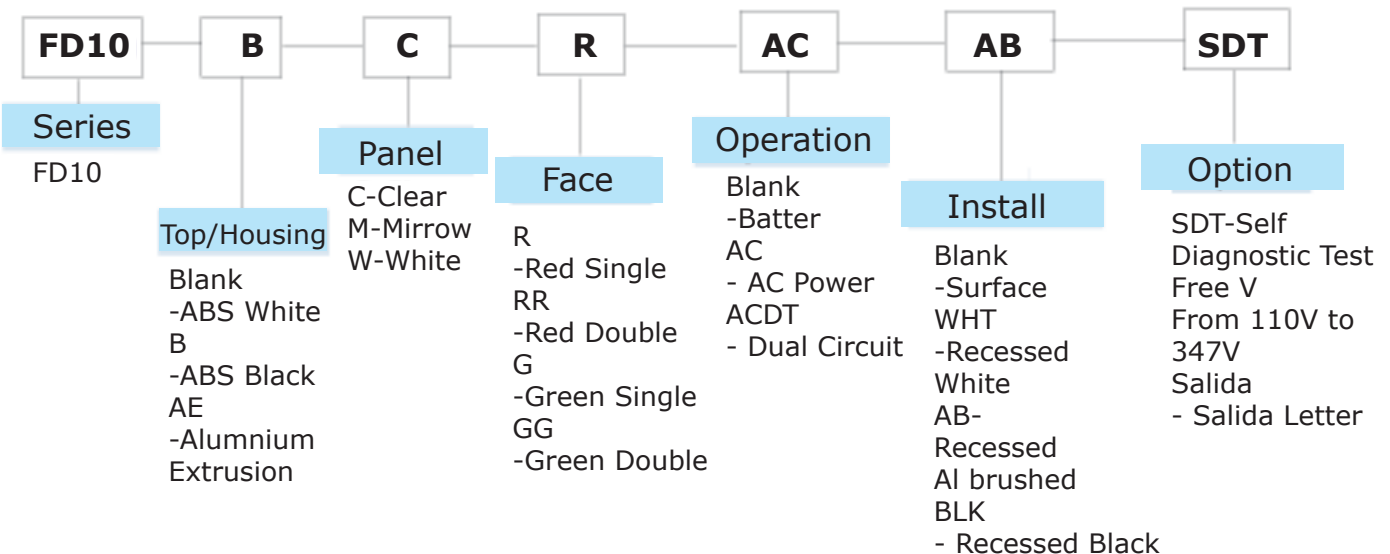 FD10 B C R AC AB SDT
Series
FD10
Top/Housing
Blank
-ABS White
B
-ABS Black
AE
-Alumnium
Extrusion
Panel
C-Clear
M-Mirrow
W-White
Face
R
-Red Single
RR
-Red Double
G
-Green Single
GG
-Green Double
Operation
Blank
-Batter
AC
- AC Power
ACDT
- Dual Circuit
Install
Blank
-Surface
WHT
-Recessed
White
AB-
Recessed
Al brushed
BLK
- Recessed Black
Option
SDT-Self
Diagnostic Test
Free V
From 110V to
347V
Salida
- Salida Letter